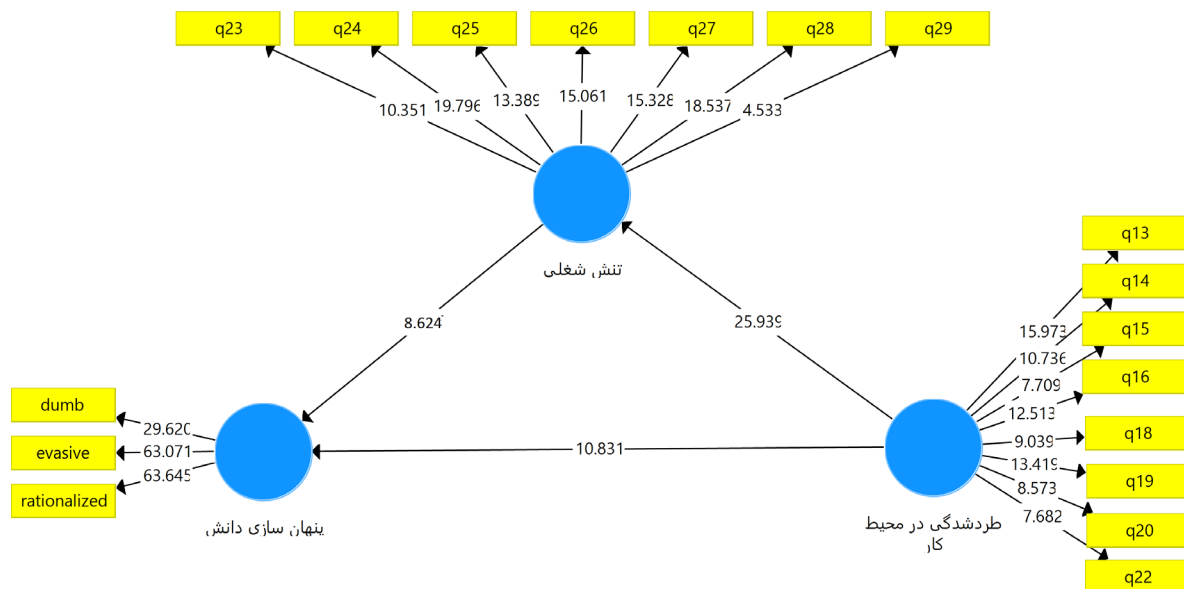 q23 q24 q25 q26 q27 q28 q29
10.351 19.796 13.389 15.061 15.328 18.537 4.533
تنش شغلی
q13
q14
q15
q16
q18
q19
q20
q22
15.973
10.736
7.709
12.513
9.039
13.419
8.573
7.682
8.624
25.939
10.831
dumb
evasive
rationalized
29.620
63.071
63.645
پنهان سازی دانش
طردشدگی در محیط
کار